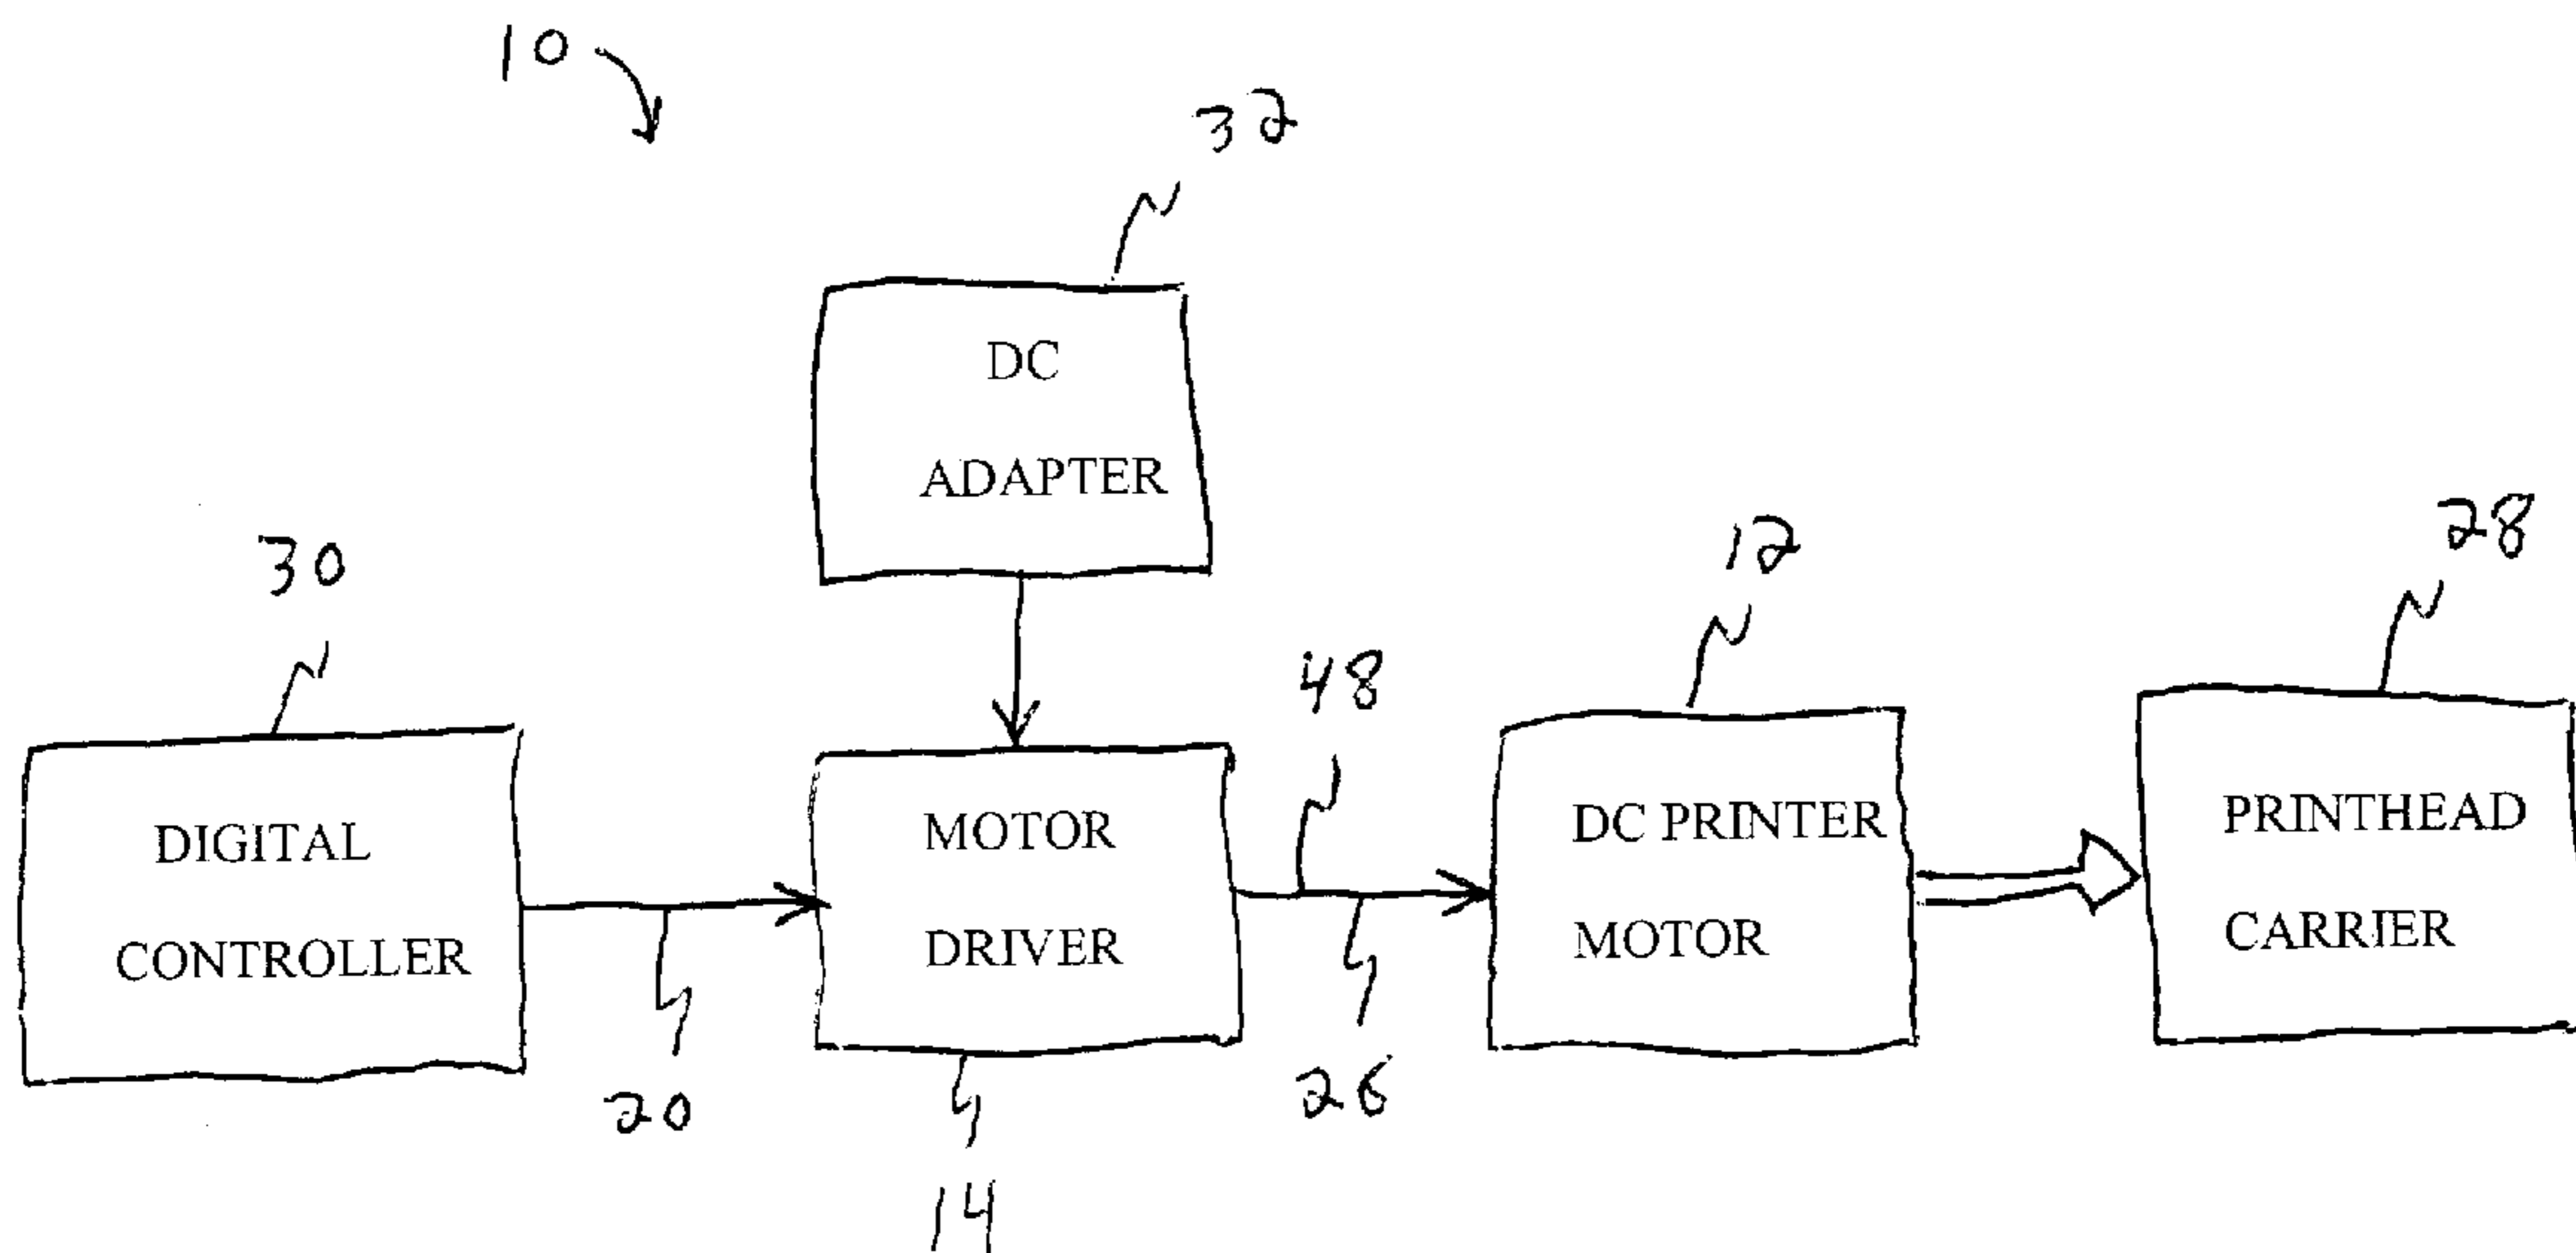 10
32
DC
ADAPTER
30
12
28
48
DIGITAL
CONTROLLER
MOTOR
DRIVER
DC PRINTER
MOTOR
PRINTHEAD
CARRIER
20
26
14